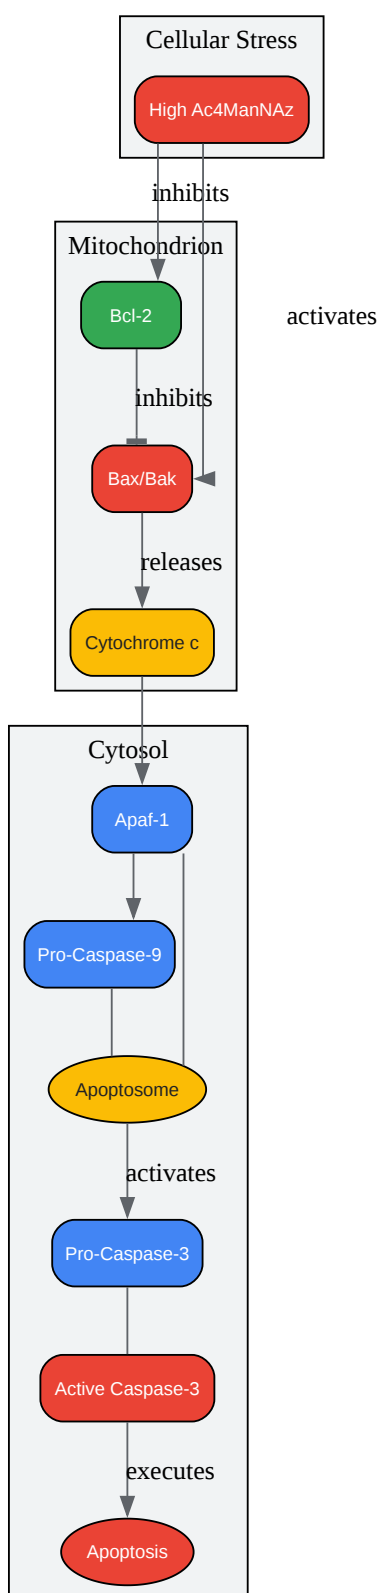 Cellular Stress
High Ac4ManNAz
inhibits
Mitochondrion
Bcl-2
activates
inhibits
Bax/Bak
releases
Cytochrome c
Cytosol
Apaf-1
Pro-Caspase-9
Apoptosome
activates
Pro-Caspase-3
Active Caspase-3
executes
Apoptosis